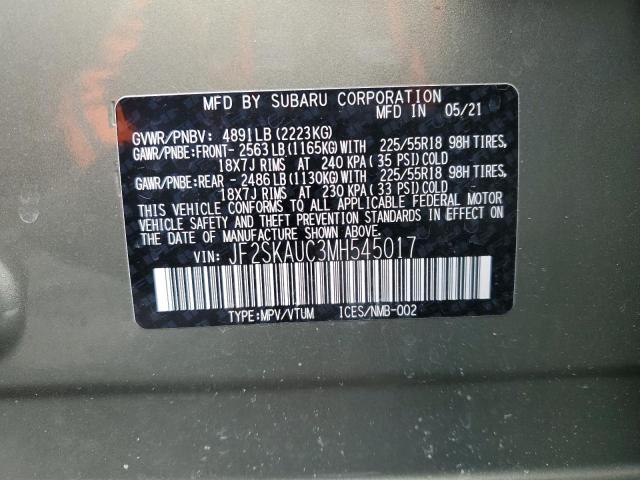 MFD BY SUBARU CORPORATION
MFD IN 05/21
GVWR/PNBV: 4891LB (2223KG)
GAWR/PNBE:FRONT- 2563LB (1165KG)WITH 225/55R18 98H TIRES,
18X7J RIMS AT 240 KPA( 35 PSI)COLD
GAWR/PNBE:REAR - 2486LB (1130KG)WITH 225/55R18 98H TIRES,
18X7J RIMS AT 230 KPA( 33 PSI)COLD
THIS VEHICLE CONFORMS TO ALL APPLICABLE FEDERAL MOTOR
VEHICLE SAFETY AND THEFT PREVENTION STANDARDS IN EFFECT ON
THE DATE OF MANUFACTURE SHOWN ABOVE.
VIN: JF2SKAUC3MH545017
TYPE:MPV/VTUM ICES/NMB-002